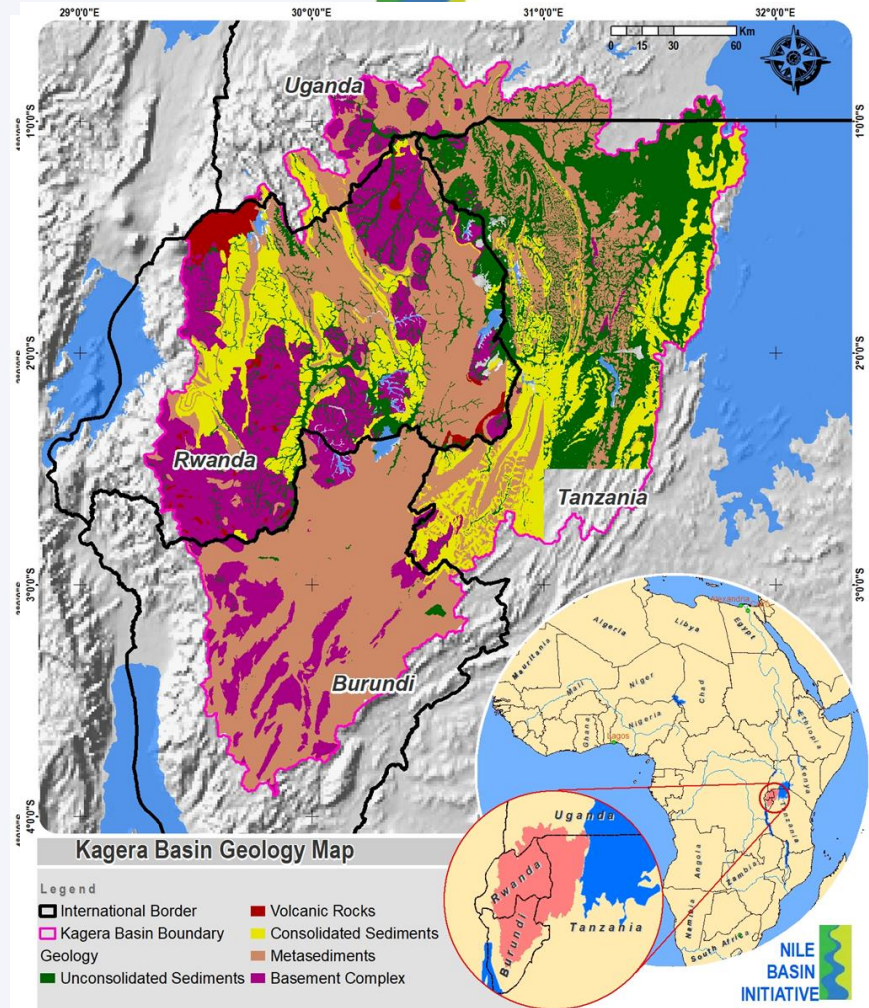 29°0'0"E
30°0'0"E
31°0'0"E
32°0'0"E
Km
0 15 30 60
Uganda
1°0'0"S
1°0'0"S
2°0'0"S
2°0'0"S
Rwanda
Tanzania
3°0'0"S
3°0'0"S
Burundi
4°0'0"S
Kagera Basin Geology Map
Legend
International Border
Kagera Basin Boundary
Geology
Unconsolidated Sediments
Volcanic Rocks
Consolidated Sediments
Metasediments
Basement Complex
Uganda
Rwanda
Burundi
Tanzania
Alexandria
Algeria
Libya
Egypt
Mauritania
Mali
Niger
Chad
Ghana
Nigeria
Lagos
Ethiopia
Kenya
Tanzania
Angola
Zambia
Namibia
South Africa
NILE
BASIN
INITIATIVE